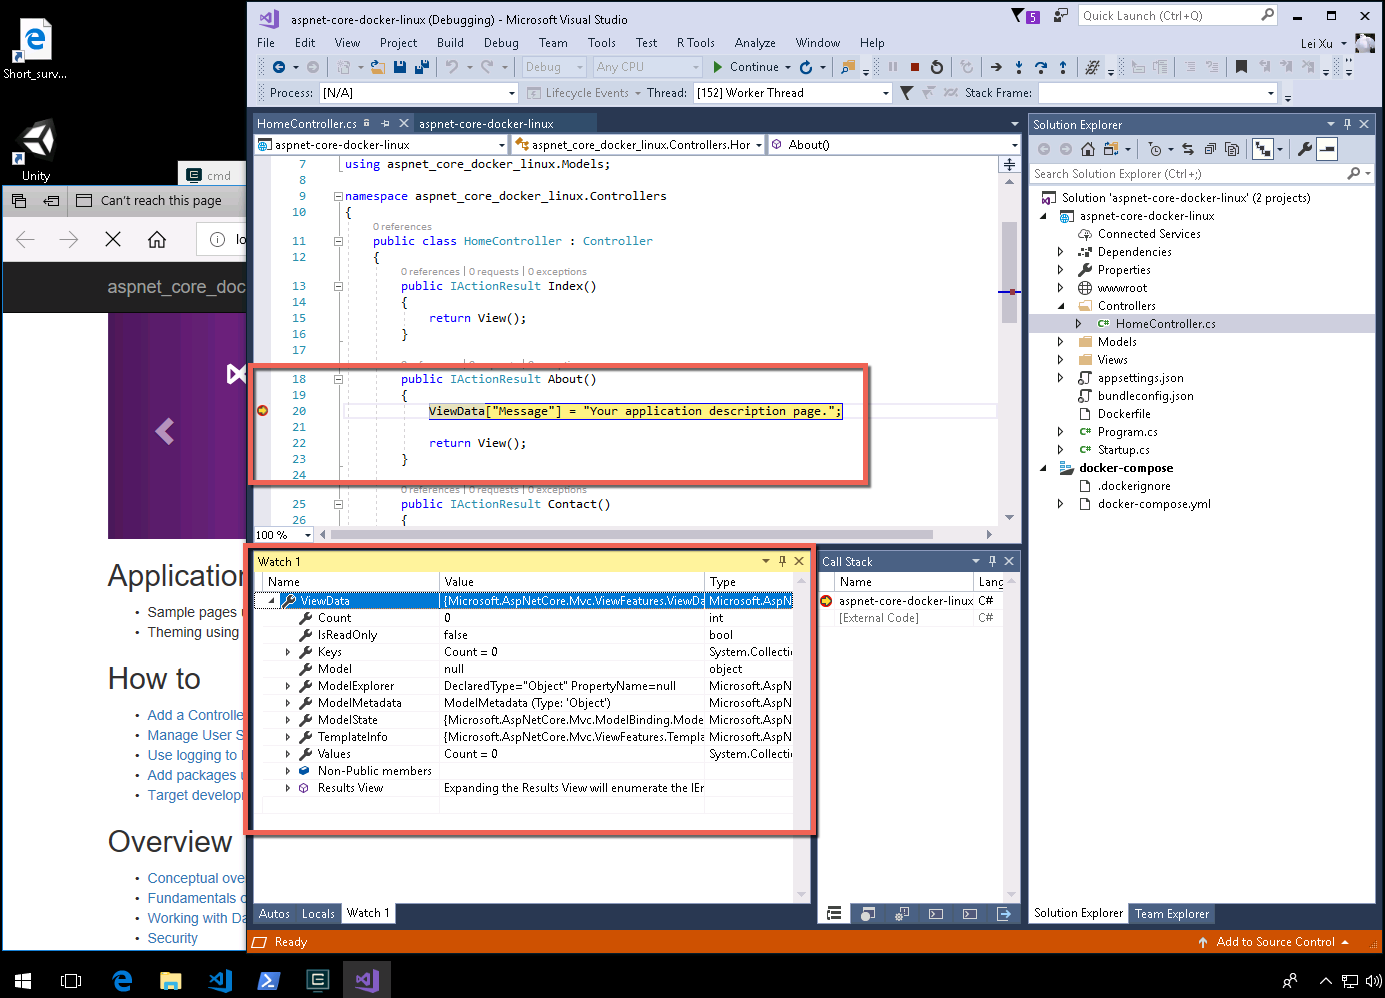 Short_surv...
Unity
cmd
Can't reach this page
lo
aspnet_core_doc
Application
Sample pages u
Theming using
How to
Add a Controlle
Manage User S
Use logging to l
Add packages u
Target develop
Overview
Conceptual ove
Fundamentals o
Working with Da
Security
aspnet-core-docker-linux (Debugging) - Microsoft Visual Studio
5
Quick Launch (Ctrl+Q)
File Edit View Project Build Debug Team Tools Test R Tools Analyze Window Help
Lei Xu
Debug Any CPU Continue
Process: [N/A] Lifecycle Events Thread: [152] Worker Thread Stack Frame:
HomeController.cs aspnet-core-docker-linux
aspnet-core-docker-linux aspnet_core_docker_linux.Controllers.Hor About()
7 using aspnet_core_docker_linux.Models;
8
9 namespace aspnet_core_docker_linux.Controllers
10 {
0 references
11 public class HomeController : Controller
12 {
0 references | 0 requests | 0 exceptions
13 public IActionResult Index()
14 {
15 return View();
16 }
17
18 public IActionResult About()
19 {
20 ViewData["Message"] = "Your application description page.";
21
22 return View();
23 }
24
0 references | 0 requests | 0 exceptions
25 public IActionResult Contact()
26 {
100 %
Watch 1
Name Value Type
ViewData {Microsoft.AspNetCore.Mvc.ViewFeatures.ViewDa Microsoft.AspN
Count 0 int
IsReadOnly false bool
Keys Count = 0 System.Collectic
Model null object
ModelExplorer DeclaredType="Object" PropertyName=null Microsoft.AspN
ModelMetadata ModelMetadata (Type: 'Object') Microsoft.AspN
ModelState {Microsoft.AspNetCore.Mvc.ModelBinding.Mode Microsoft.AspN
TemplateInfo {Microsoft.AspNetCore.Mvc.ViewFeatures.Templa Microsoft.AspN
Values Count = 0 System.Collectic
Non-Public members
Results View Expanding the Results View will enumerate the IEr
Autos Locals Watch 1
Call Stack
Name Lang
aspnet-core-docker-linux C#
[External Code] C#
Solution Explorer
Search Solution Explorer (Ctrl+;)
Solution 'aspnet-core-docker-linux' (2 projects)
aspnet-core-docker-linux
Connected Services
Dependencies
Properties
wwwroot
Controllers
C# HomeController.cs
Models
Views
appsettings.json
bundleconfig.json
Dockerfile
C# Program.cs
C# Startup.cs
docker-compose
.dockerignore
docker-compose.yml
Solution Explorer Team Explorer
Ready
Add to Source Control